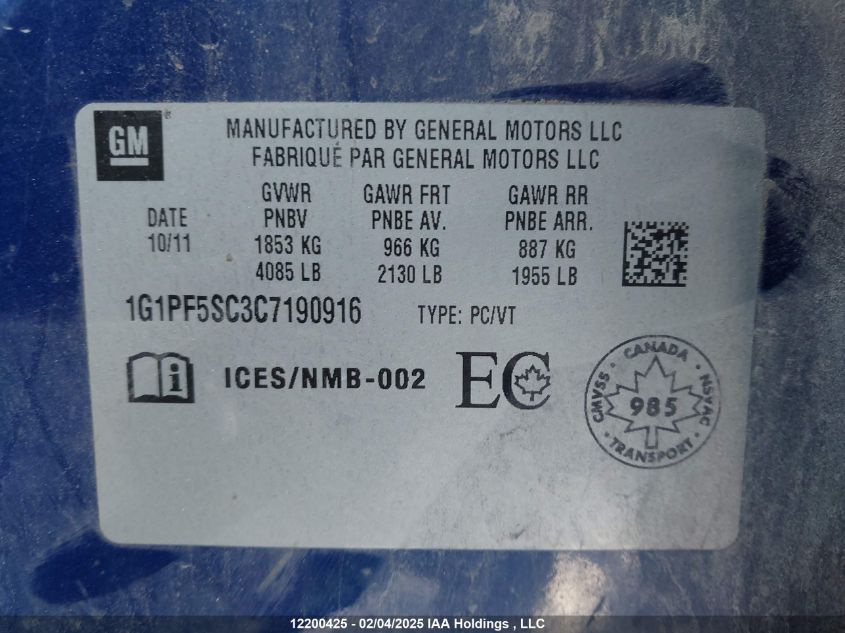 GM
MANUFACTURED BY GENERAL MOTORS LLC
FABRIQUÉ PAR GENERAL MOTORS LLC
DATE
10/11
GVWR
PNBV
1853 KG
4085 LB
GAWR FRT
PNBE AV.
966 KG
2130 LB
GAWR RR
PNBE ARR.
887 KG
1955 LB
1G1PF5SC3C7190916 TYPE: PC/VT
i ICES/NMB-002 EC
CANADA
CMVSS 985 NSVAC
TRANSPORT
12200425 - 02/04/2025 IAA Holdings , LLC